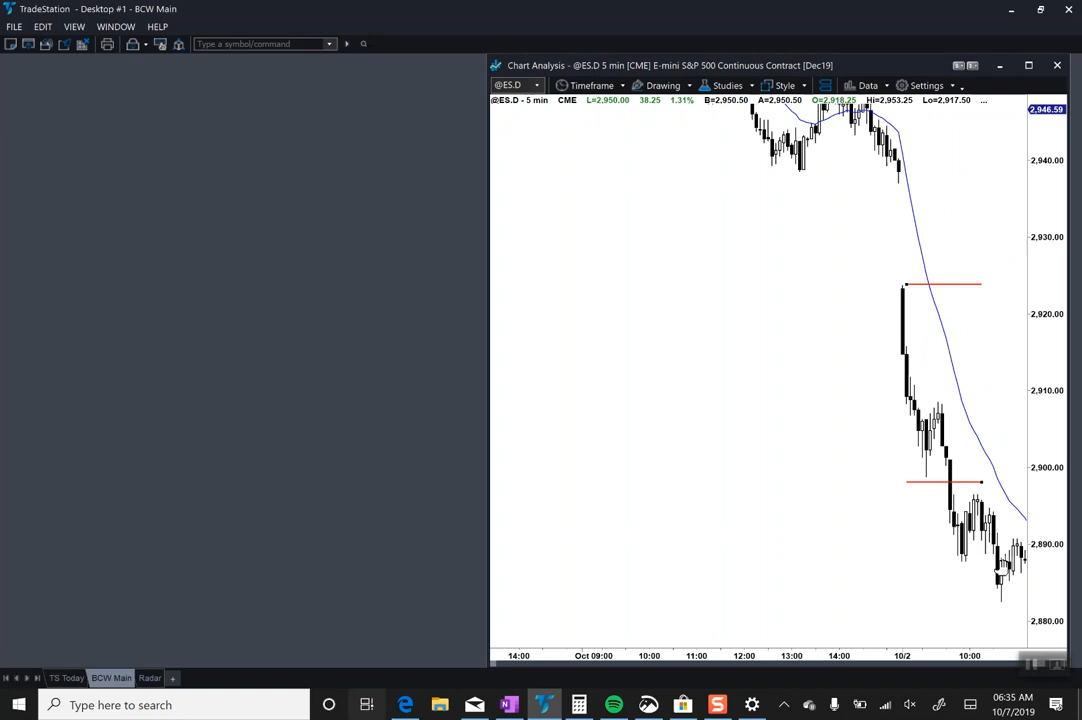 TradeStation - Desktop #1 - BCW Main
FILE EDIT VIEW WINDOW HELP
Type a symbol/command
Chart Analysis - @ES.D 5 min [CME] E-mini S&P 500 Continuous Contract [Dec19]
@ES.D Timeframe Drawing Studies Style Data Settings
@ES.D - 5 min CME L=2,950.00 38.25 1.31% B=2,950.50 A=2,950.50 O=2,918.25 Hi=2,953.25 Lo=2,917.50 ...
2,946.59
2,940.00
2,930.00
2,920.00
2,910.00
2,900.00
2,890.00
2,880.00
14:00 Oct 09:00 10:00 11:00 12:00 13:00 14:00 10/2 10:00
TS Today BCW Main Radar +
Type here to search
06:35 AM
10/7/2019